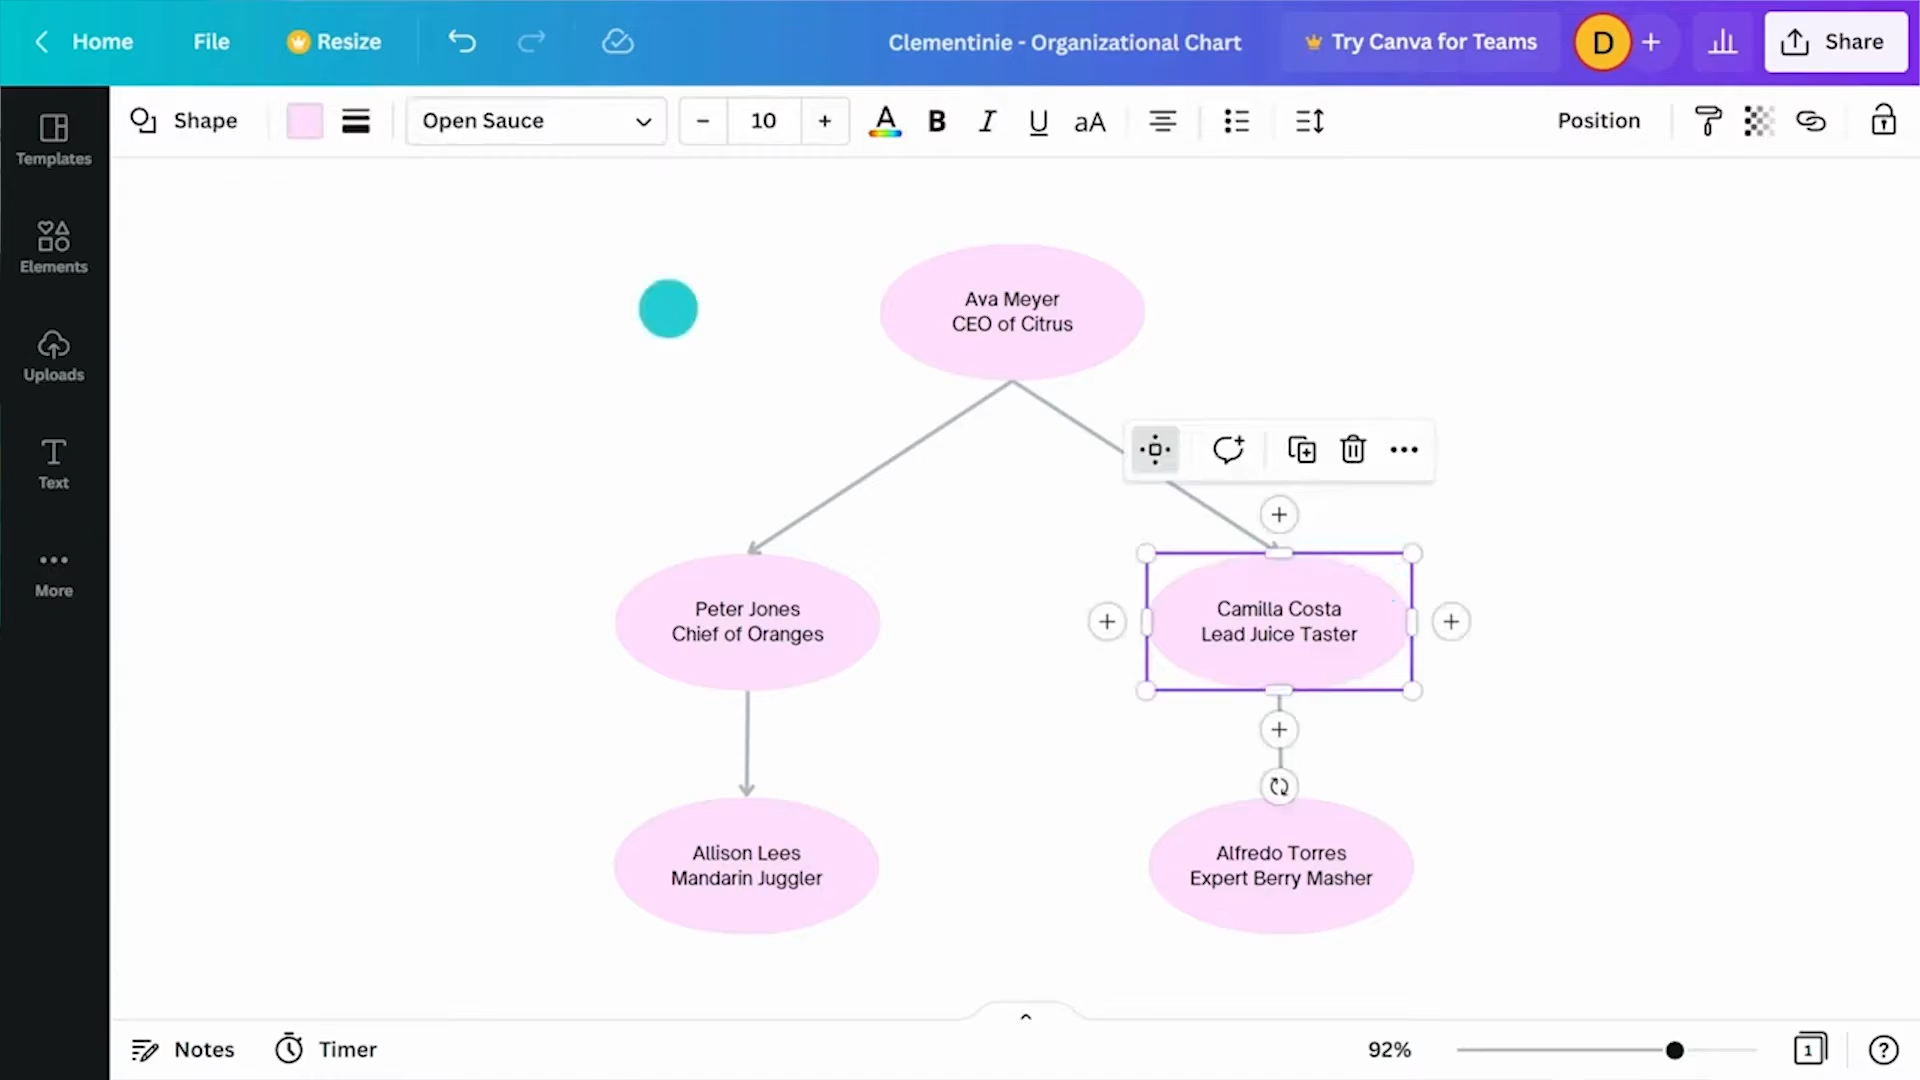 Home
File
Resize
Clementinie - Organizational Chart
Try Canva for Teams
D
Share
Shape
Open Sauce
10
A
B
I
U
aA
Position
Templates
Elements
Uploads
Text
More
Ava Meyer
CEO of Citrus
Peter Jones
Chief of Oranges
Camilla Costa
Lead Juice Taster
Allison Lees
Mandarin Juggler
Alfredo Torres
Expert Berry Masher
Notes
Timer
92%
1
?